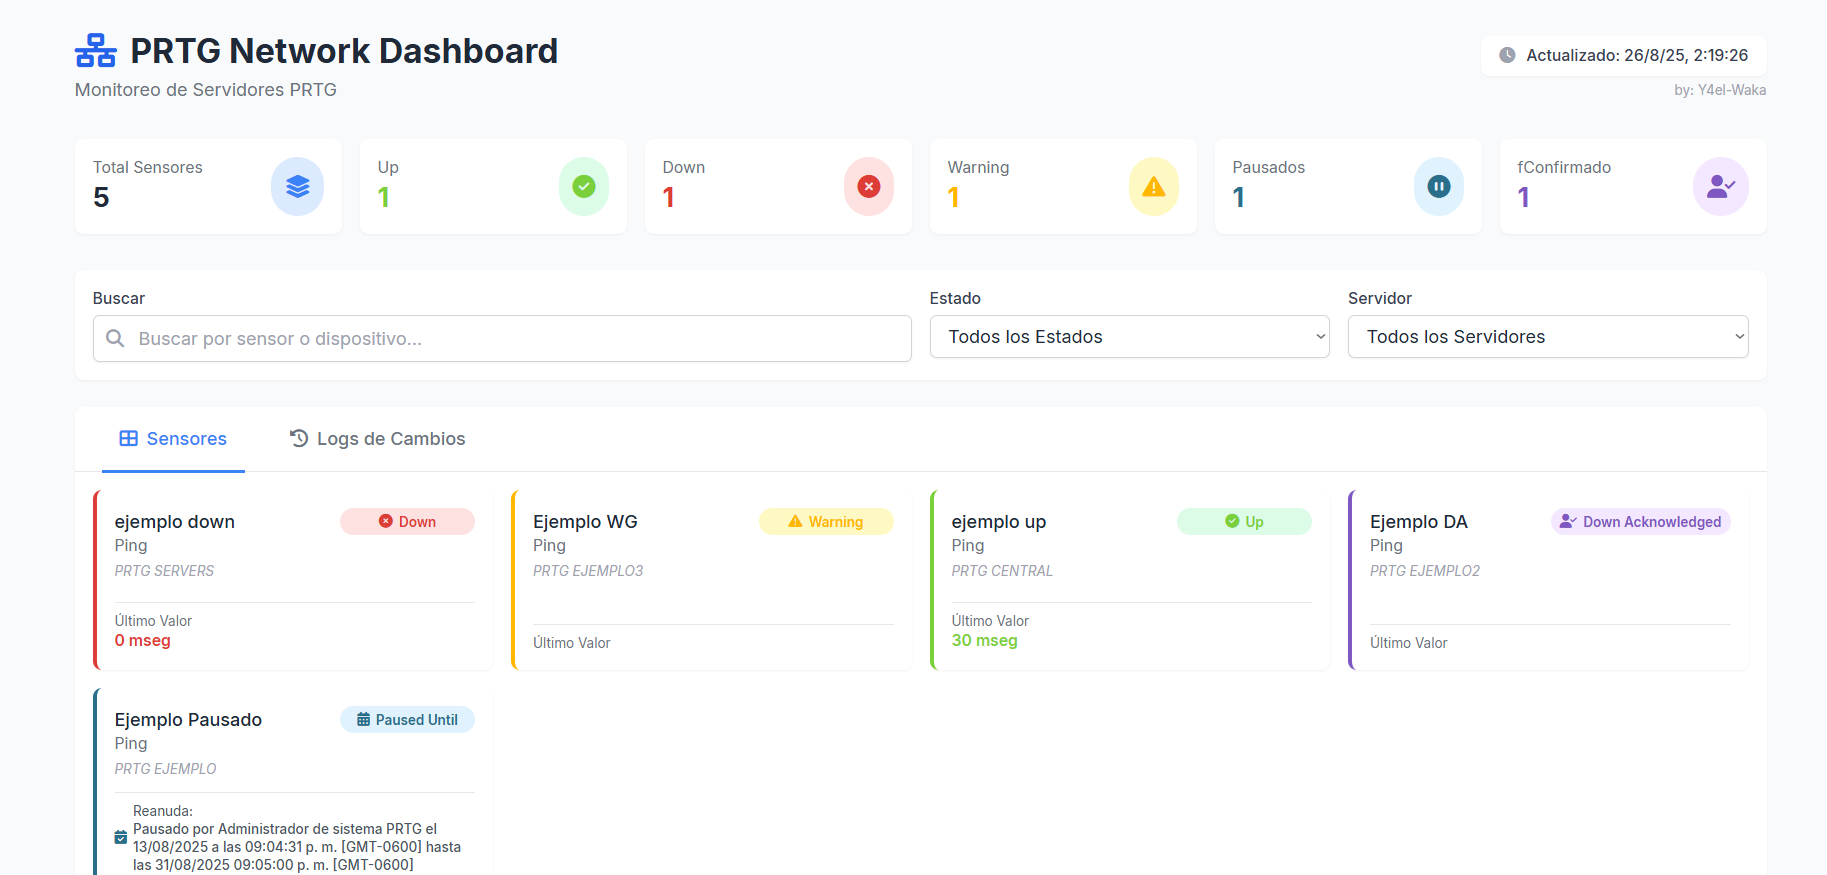 PRTG Network Dashboard
Monitoreo de Servidores PRTG
Actualizado: 26/8/25, 2:19:26
by: Y4el-Waka
Total Sensores
5
Up
1
Down
1
Warning
1
Pausados
1
fConfirmado
1
Buscar
Buscar por sensor o dispositivo...
Estado
Todos los Estados
Servidor
Todos los Servidores
Sensores
Logs de Cambios
ejemplo down
Down
Ping
PRTG SERVERS
Último Valor
0 mseg
Ejemplo WG
Warning
Ping
PRTG EJEMPLO3
Último Valor
ejemplo up
Up
Ping
PRTG CENTRAL
Último Valor
30 mseg
Ejemplo DA
Down Acknowledged
Ping
PRTG EJEMPLO2
Último Valor
Ejemplo Pausado
Paused Until
Ping
PRTG EJEMPLO
Reanuda:
Pausado por Administrador de sistema PRTG el
13/08/2025 a las 09:04:31 p. m. [GMT-0600] hasta
las 31/08/2025 09:05:00 p. m. [GMT-0600]